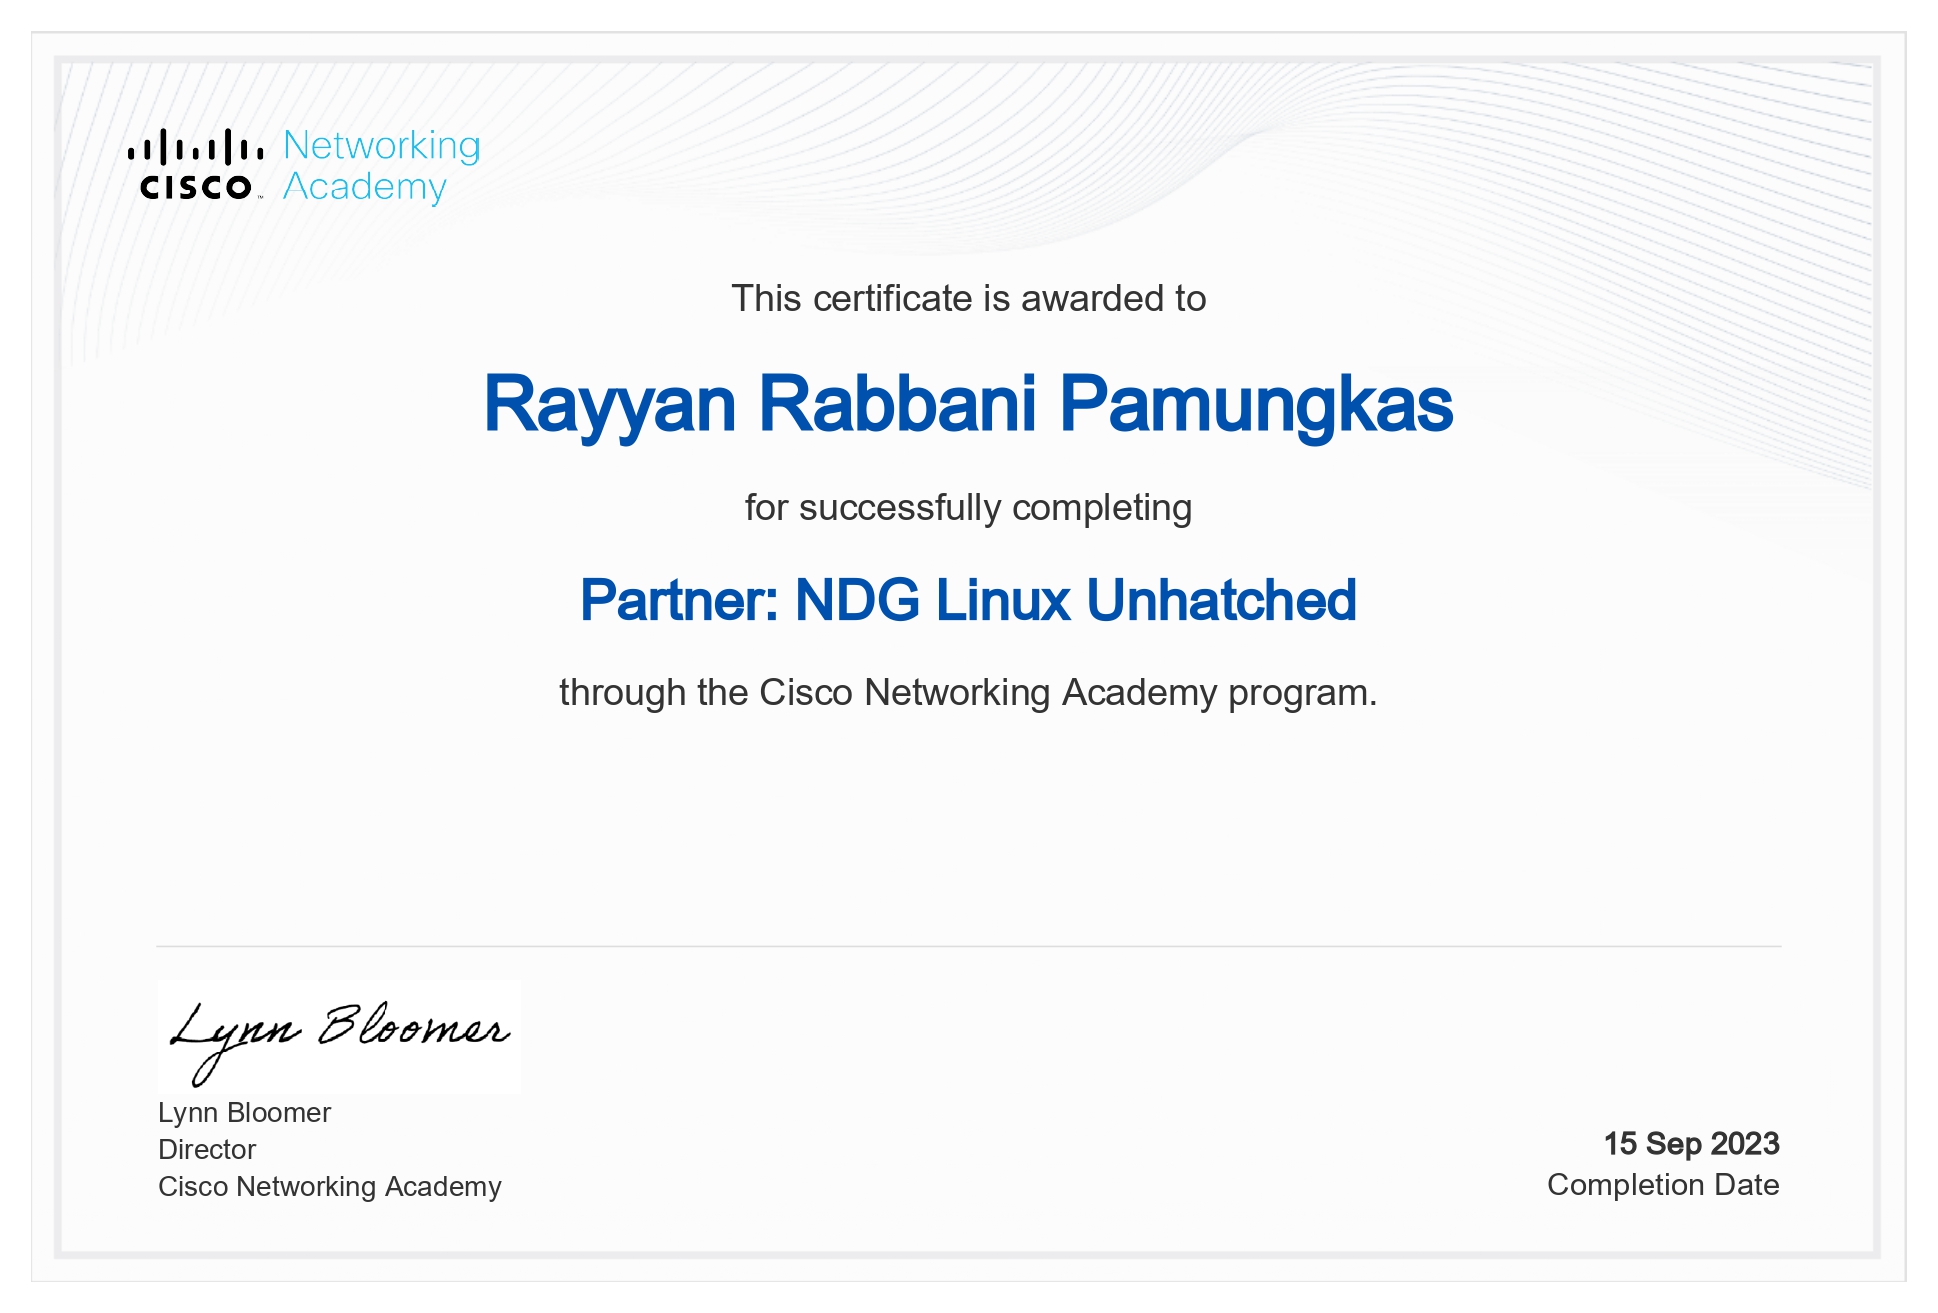 Networking
CISCO™ Academy
This certificate is awarded to
Rayyan Rabbani Pamungkas
for successfully completing
Partner: NDG Linux Unhatched
through the Cisco Networking Academy program.
Lynn Bloomer
Lynn Bloomer
Director
Cisco Networking Academy
15 Sep 2023
Completion Date